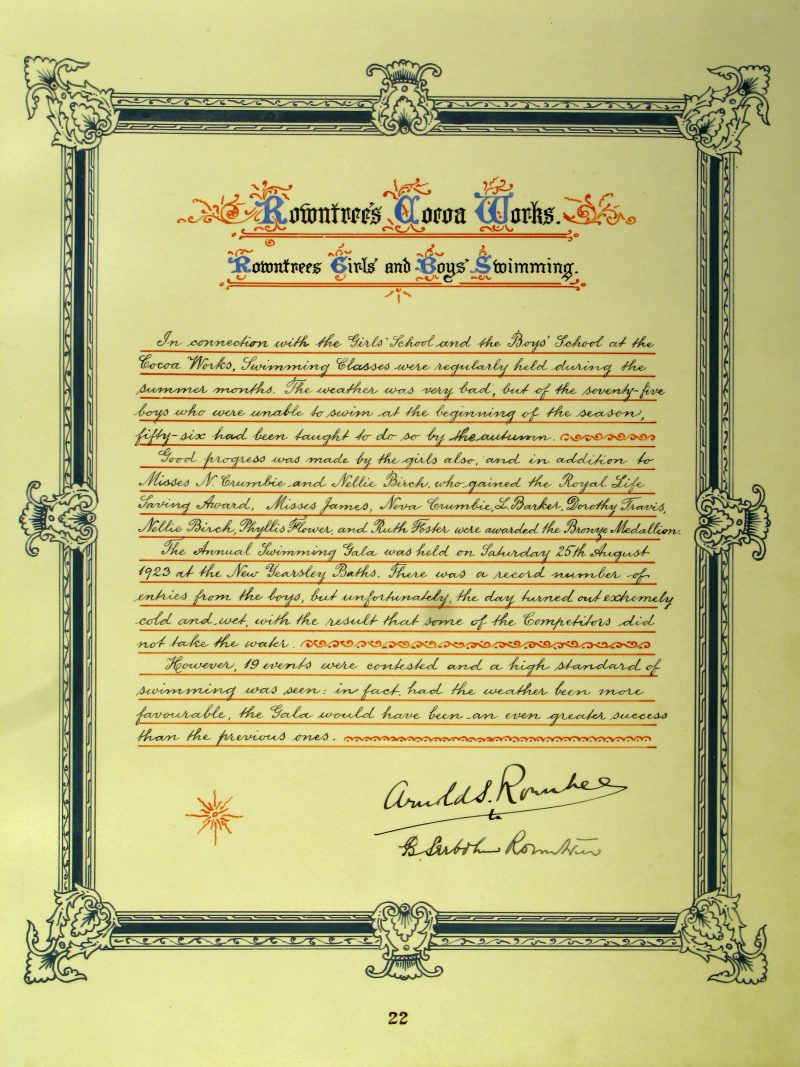 Rowntree's Cocoa Works.
Rowntrees Girls' and Boys' Swimming.
In connection with the Girls' School and the Boys' School at the
Cocoa Works, Swimming Classes were regularly held during the
summer months. The weather was very bad, but of the seventy-five
boys who were unable to swim at the beginning of the season,
fifty-six had been taught to do so by the autumn.
Good progress was made by the girls also, and in addition to
Misses N Crumbie and Nellie Birch, who gained the Royal Life
Saving Award, Misses James, Nova Crumbie, L. Barker, Dorothy Travis,
Nellie Birch, Phyllis Flower, and Ruth Foster were awarded the Bronze Medallion.
The Annual Swimming Gala was held on Saturday 25th August
1923 at the New Yearsley Baths. There was a record number of
entries from the boys, but unfortunately, the day turned out extremely
cold and wet, with the result that some of the Competitors did
not take the water.
However, 19 events were contested and a high standard of
swimming was seen: in fact, had the weather been more
favourable, the Gala would have been an even greater success
than the previous ones.
Arnold S. Rowntree
B. Seebohm Rowntree
22